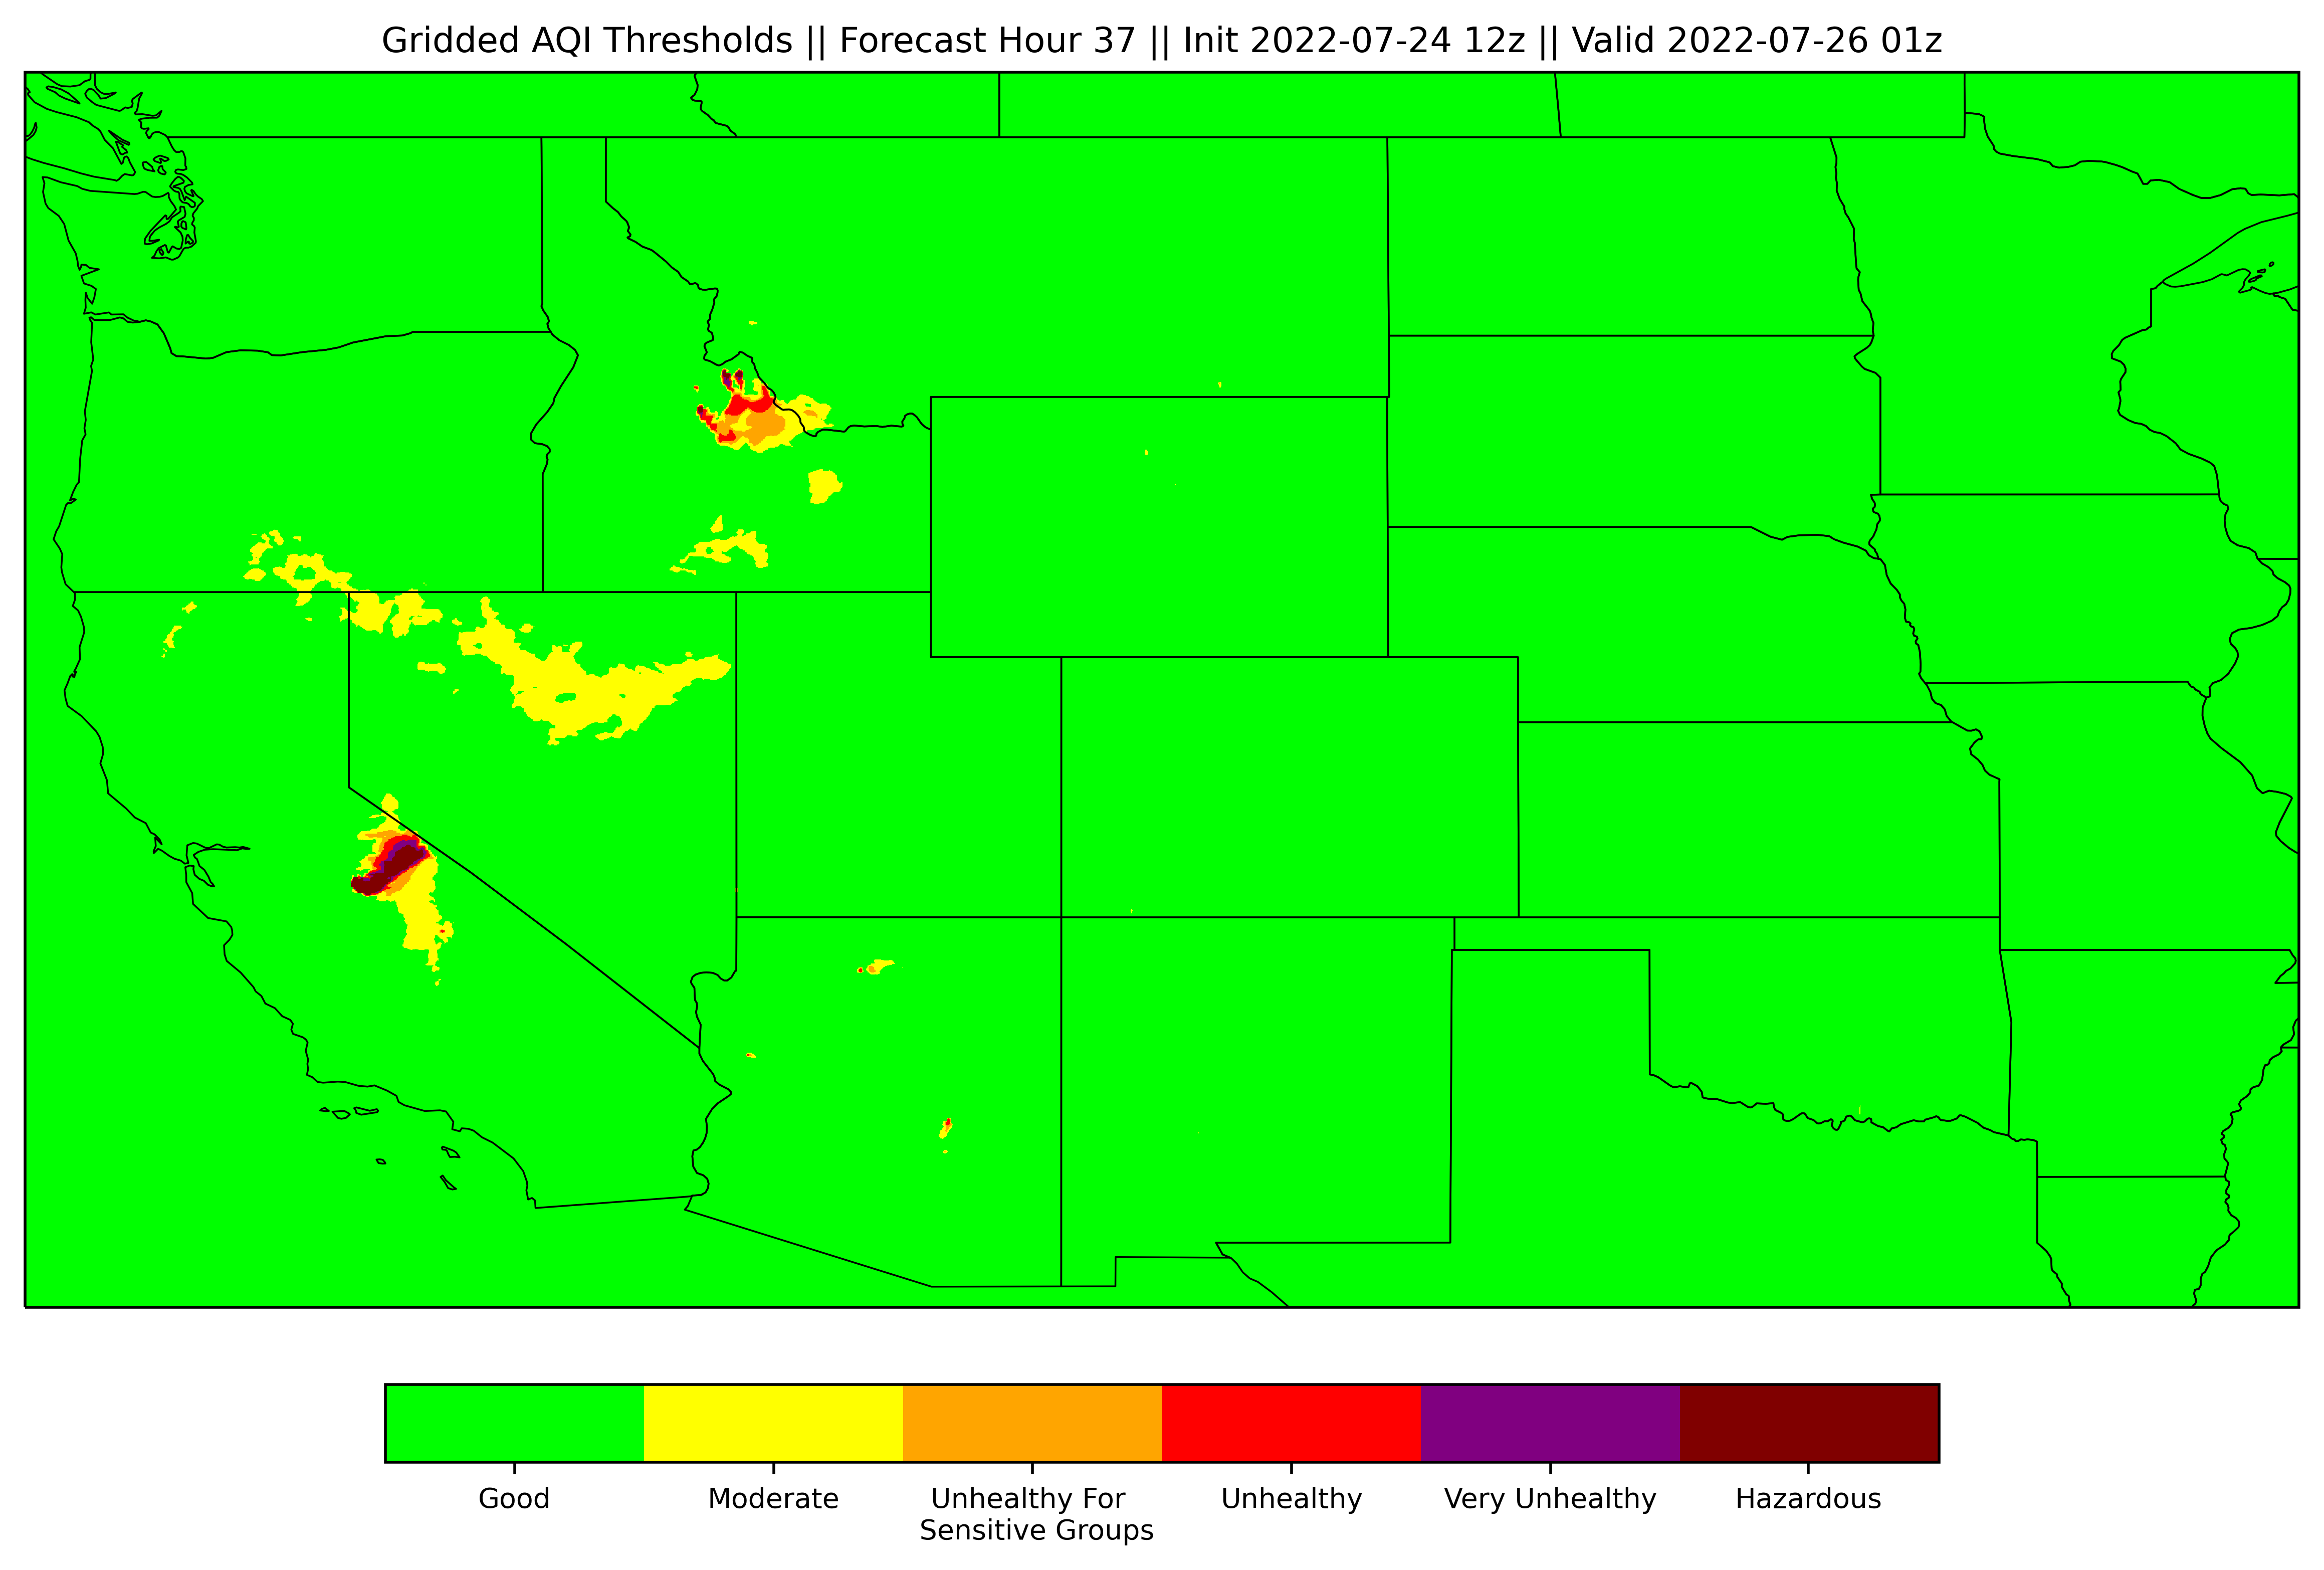 Gridded AQI Thresholds || Forecast Hour 37 || Init 2022-07-24 12z || Valid 2022-07-26 01z
Good
Moderate
Unhealthy For
Sensitive Groups
Unhealthy
Very Unhealthy
Hazardous